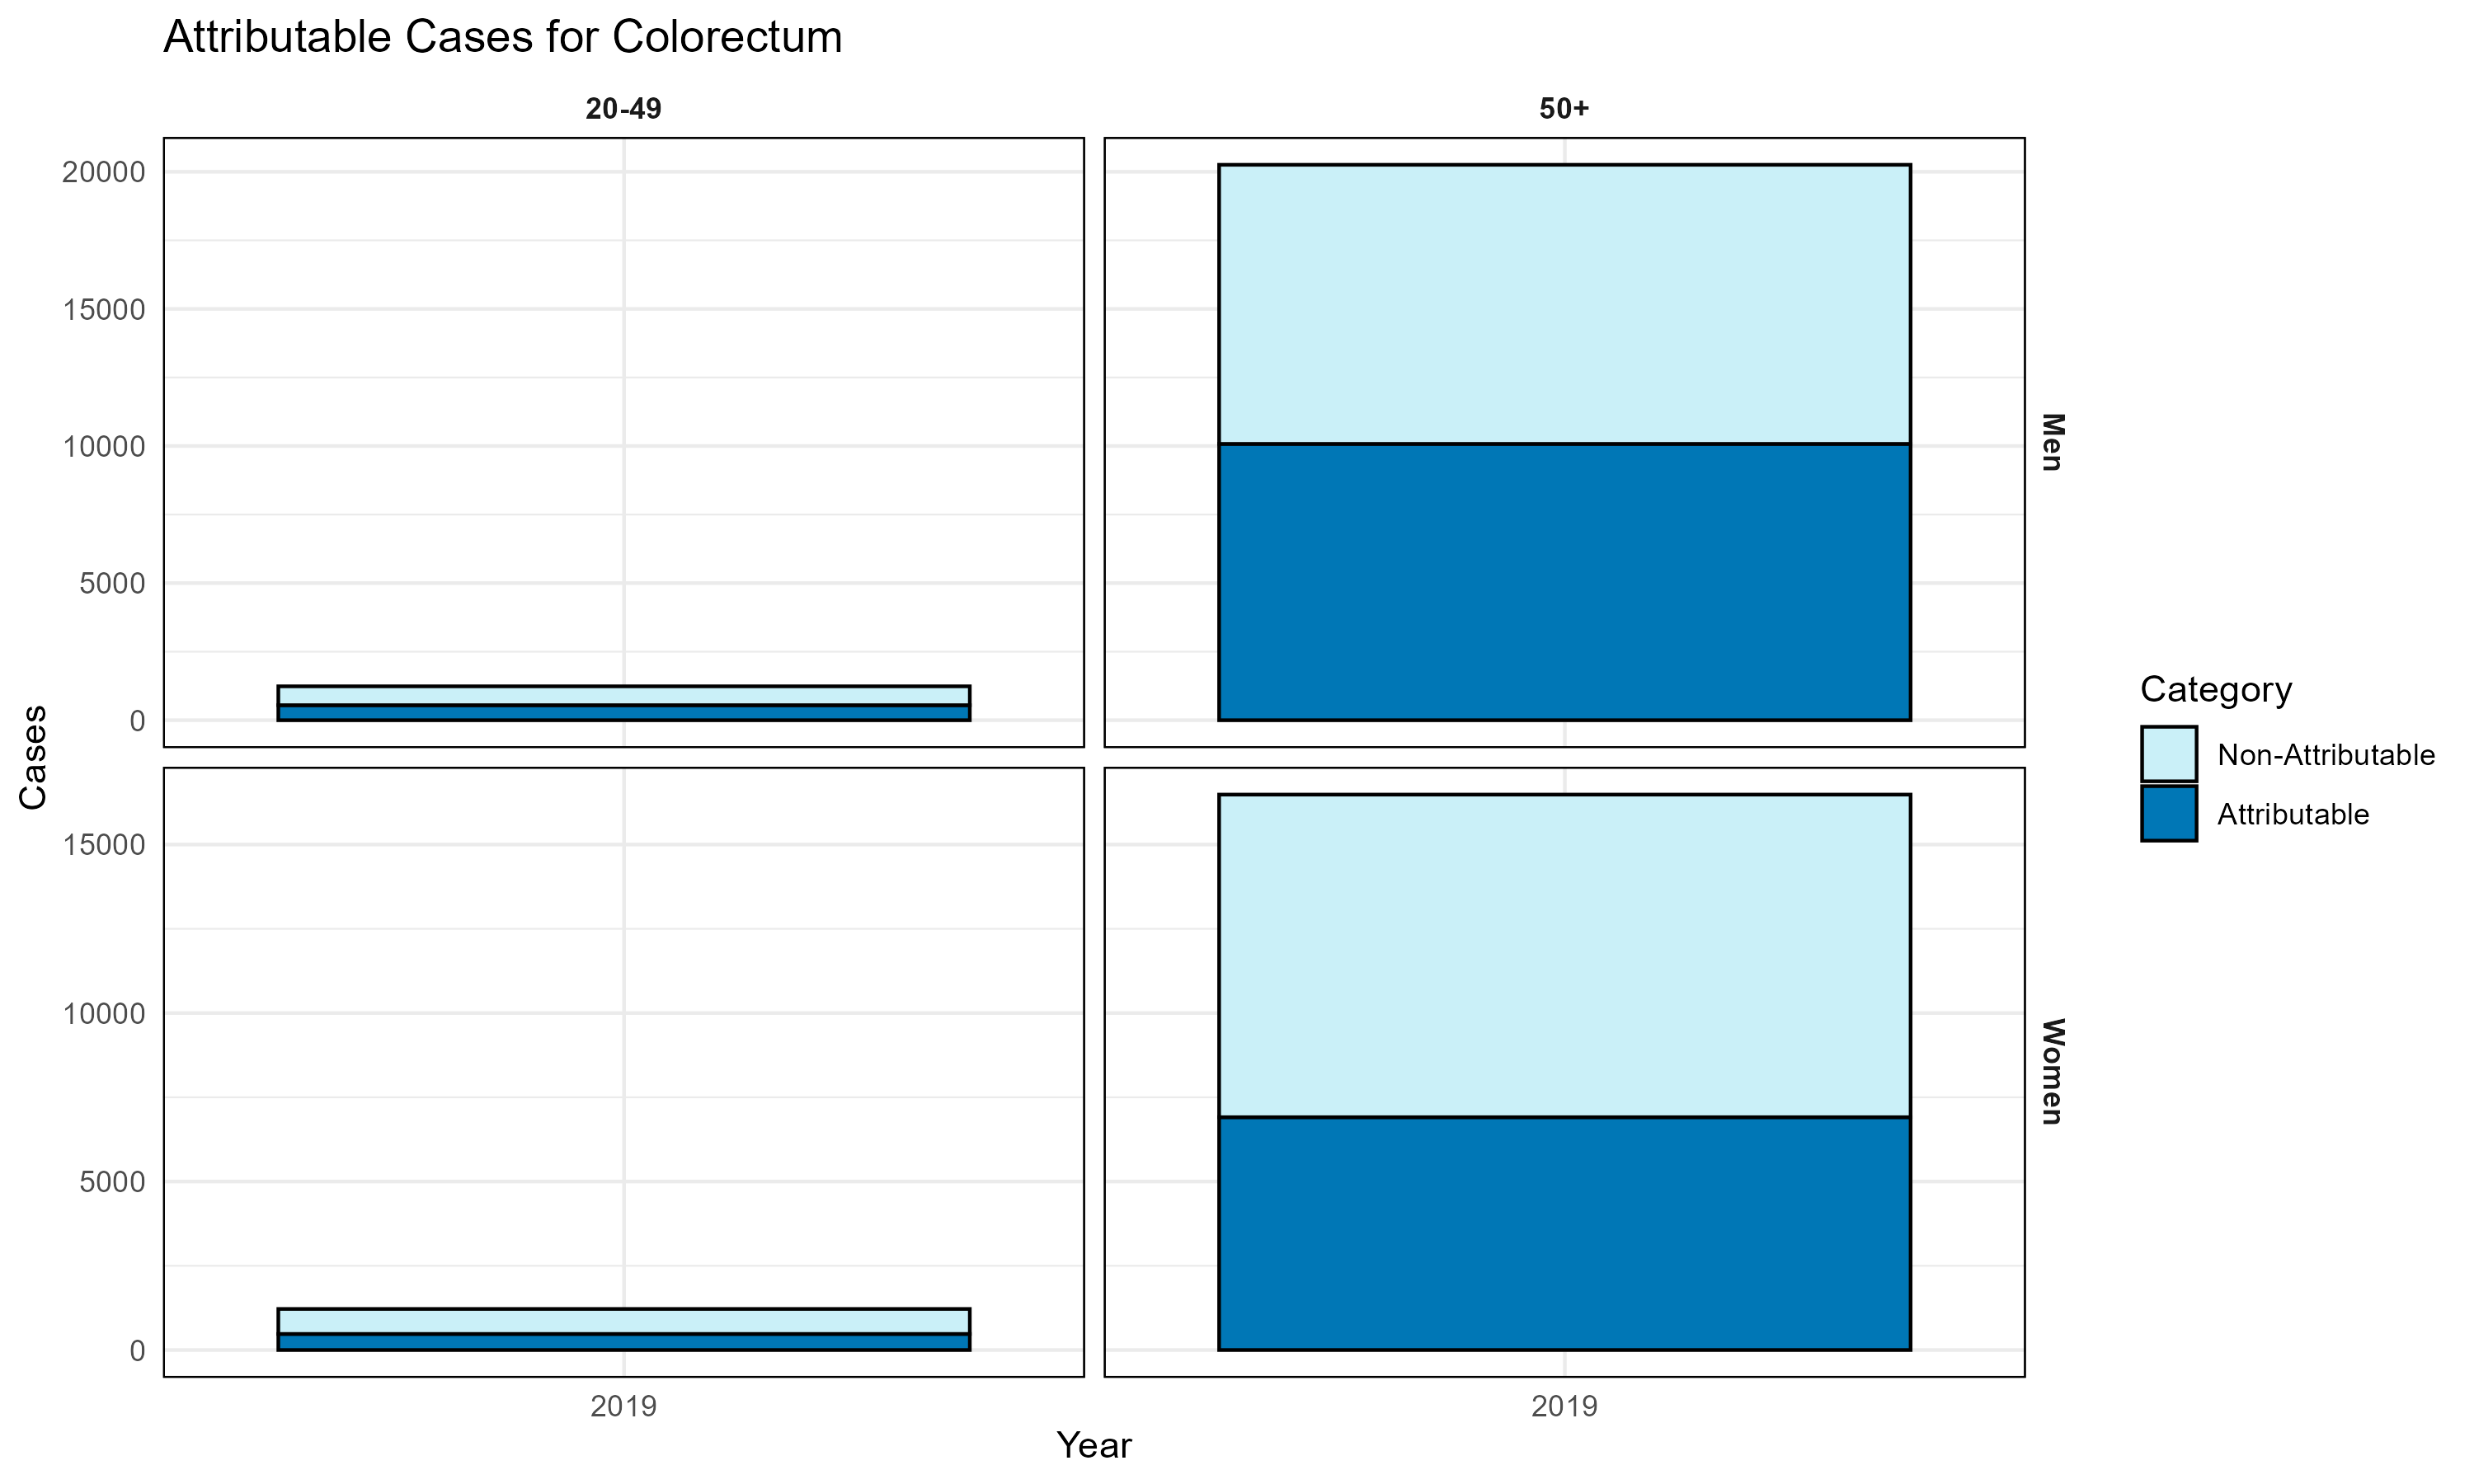 Attributable Cases for Colorectum
20-49
50+
20000
15000
10000
5000
0
Men
15000
10000
5000
0
Women
Cases
2019
2019
Year
Category
Non-Attributable
Attributable